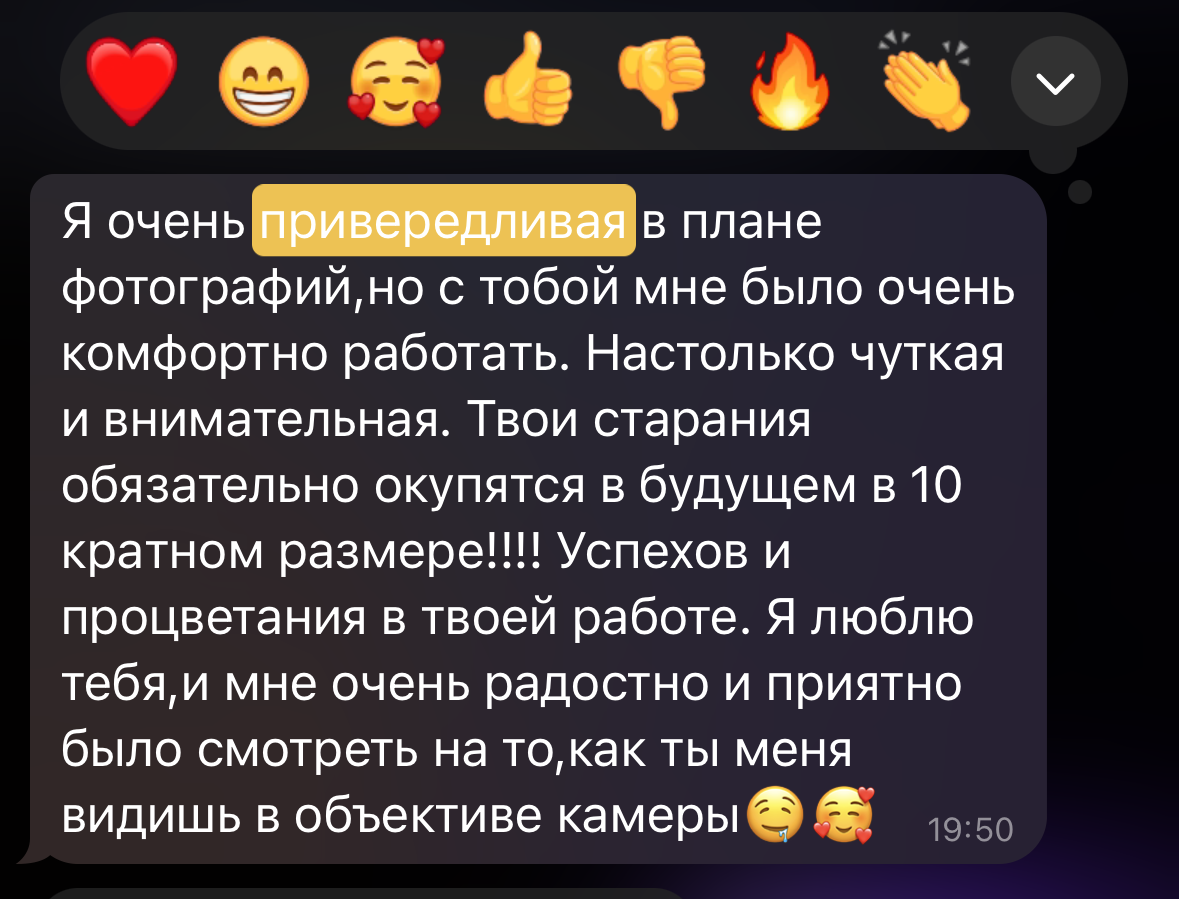 Я очень привередливая в плане
фотографий,но с тобой мне было очень
комфортно работать. Настолько чуткая
и внимательная. Твои старания
обязательно окупятся в будущем в 10
кратном размере!!!! Успехов и
процветания в твоей работе. Я люблю
тебя,и мне очень радостно и приятно
было смотреть на то,как ты меня
видишь в объективе камеры🤤🥰
19:50